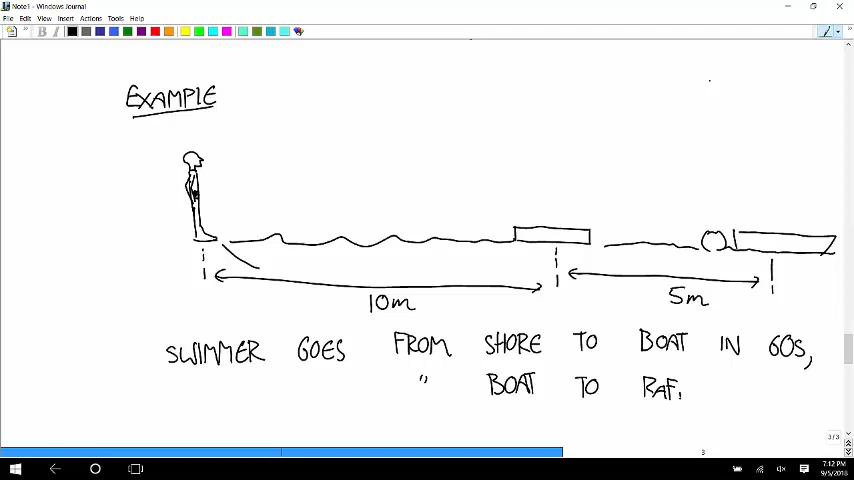 Note1 - Windows Journal
File Edit View Insert Actions Tools Help
EXAMPLE
10m
5m
SWIMMER GOES FROM SHORE TO BOAT IN 60S,
" BOAT TO RAF
3/3
3
7:12 PM
9/5/2018